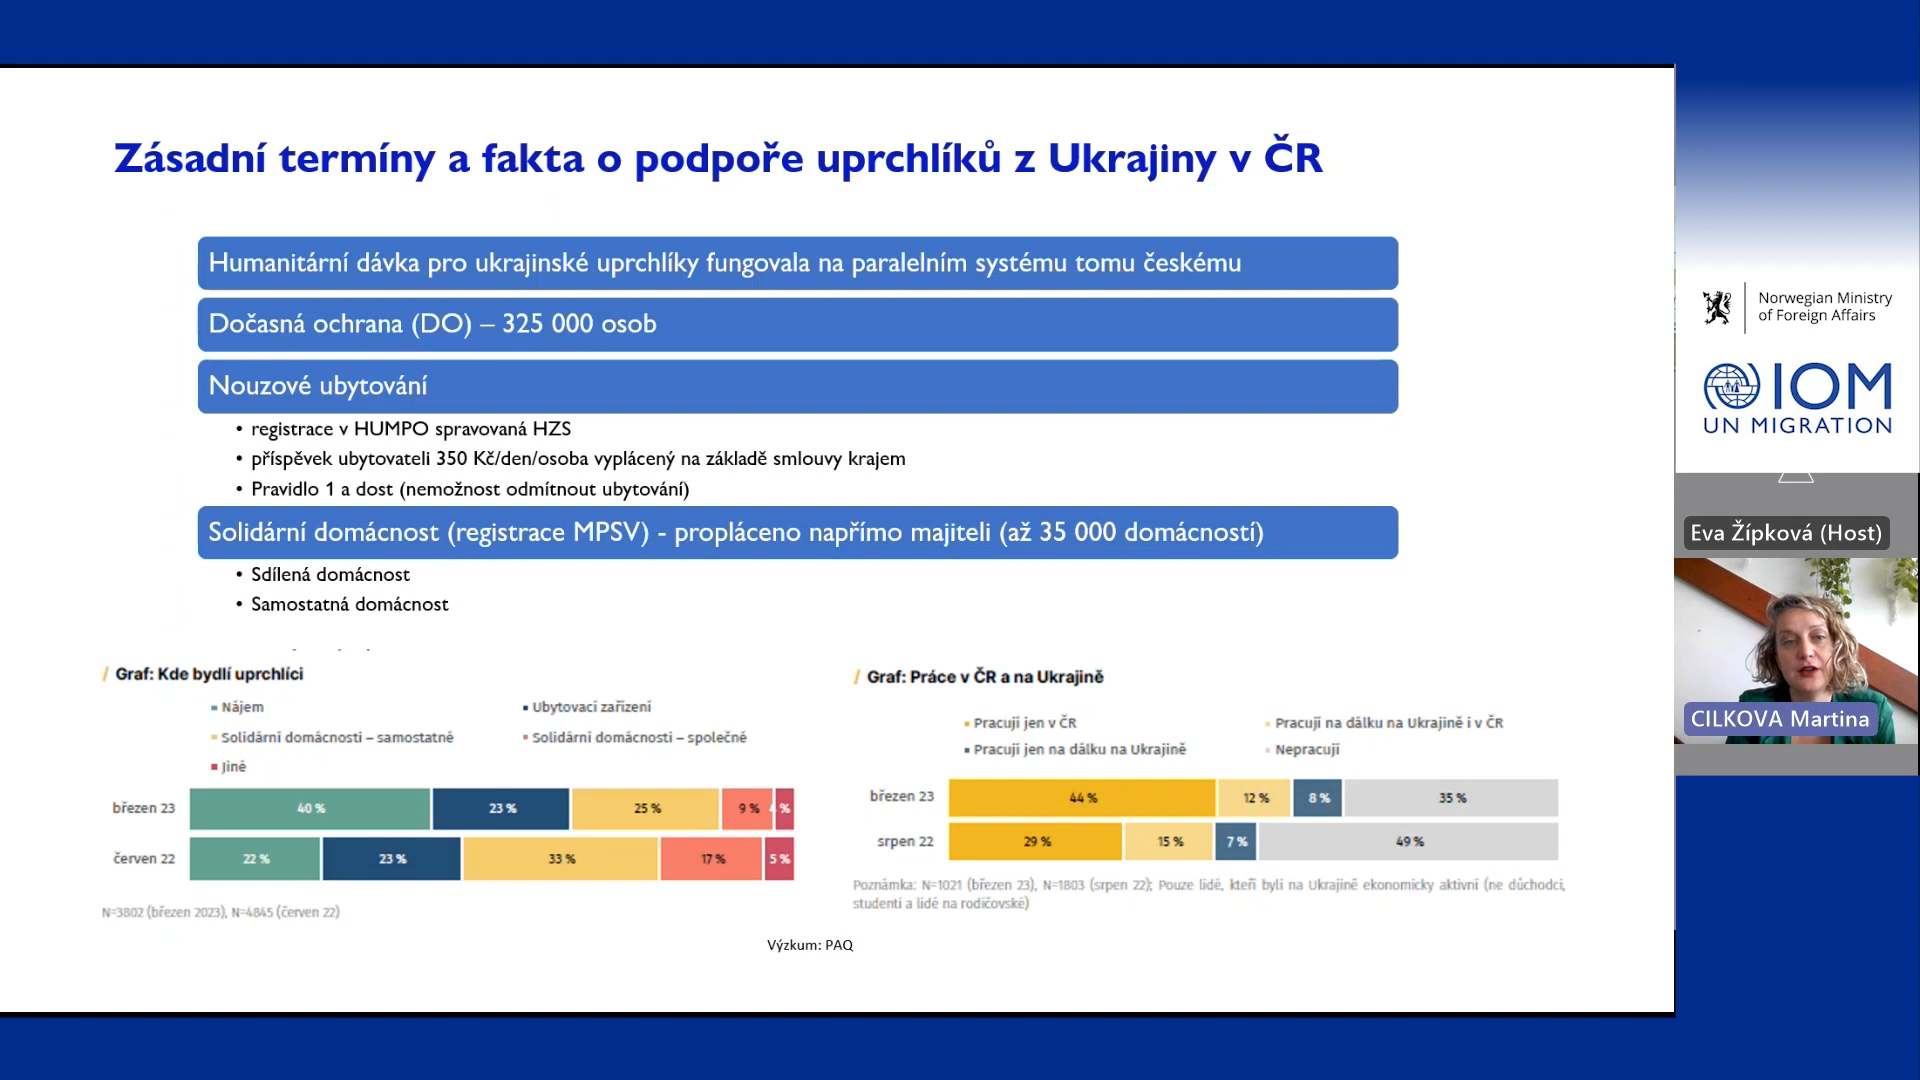 Zásadní termíny a fakta o podpoře uprchlíků z Ukrajiny v ČR
Humanitární dávka pro ukrajinské uprchlíky fungovala na paralelním systému tomu českému
Dočasná ochrana (DO) – 325 000 osob
Nouzové ubytování
• registrace v HUMPO spravovaná HZS
• příspěvek ubytovateli 350 Kč/den/osoba vyplácený na základě smlouvy krajem
• Pravidlo 1 a dost (nemožnost odmítnout ubytování)
Solidární domácnost (registrace MPSV) - propláceno napřímo majiteli (až 35 000 domácností)
• Sdílená domácnost
• Samostatná domácnost
/ Graf: Kde bydlí uprchlíci
Nájem
Ubytovací zařízení
Solidární domácnosti – samostatně
Solidární domácnosti – společně
Jiné
březen 23 40 % 23 % 25 % 9 % 4 %
červen 22 22 % 23 % 33 % 17 % 5 %
N=3802 (březen 2023), N=4845 (červen 22)
/ Graf: Práce v ČR a na Ukrajině
Pracují jen v ČR
Pracují na dálku na Ukrajině i v ČR
Pracují jen na dálku na Ukrajině
Nepracují
březen 23 44 % 12 % 8 % 35 %
srpen 22 29 % 15 % 7 % 49 %
Poznámka: N=1021 (březen 23), N=1803 (srpen 22); Pouze lidé, kteří byli na Ukrajině ekonomicky aktivní (ne důchodci,
studenti a lidé na rodičovské)
Výzkum: PAQ
Norwegian Ministry
of Foreign Affairs
IOM
UN MIGRATION
Eva Žípková (Host)
CILKOVA Martina